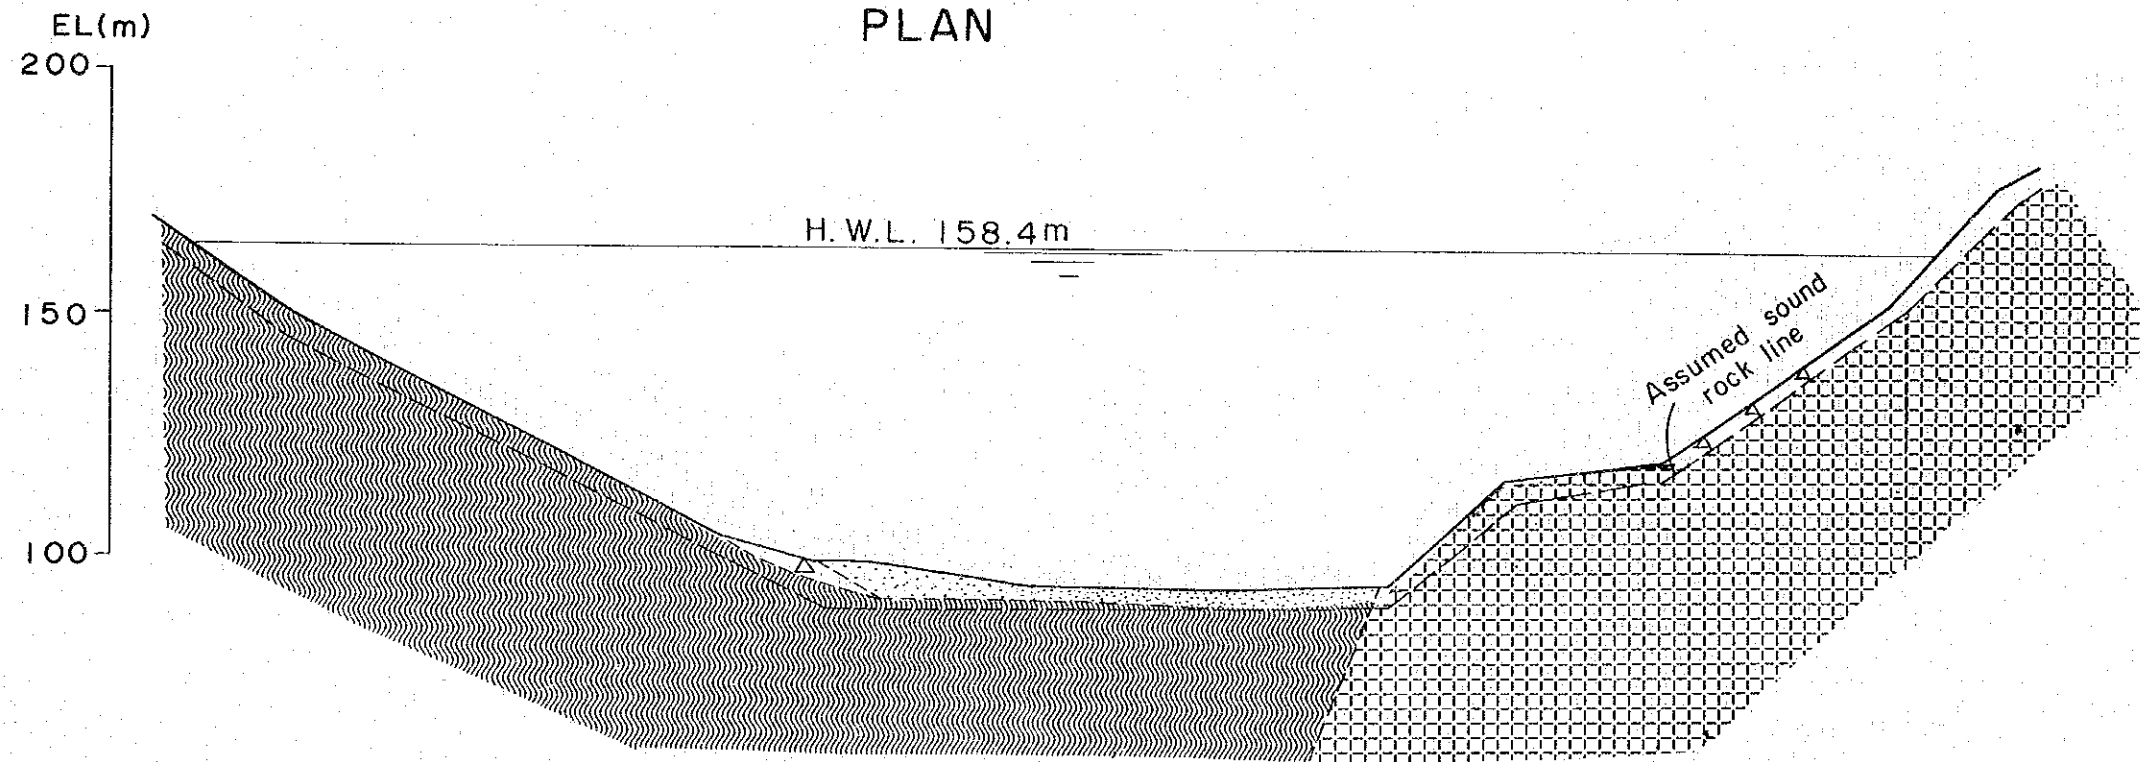 PLAN
EL(m)
200
H.W.L. 158.4m
150
Assumed sound
rock line
100